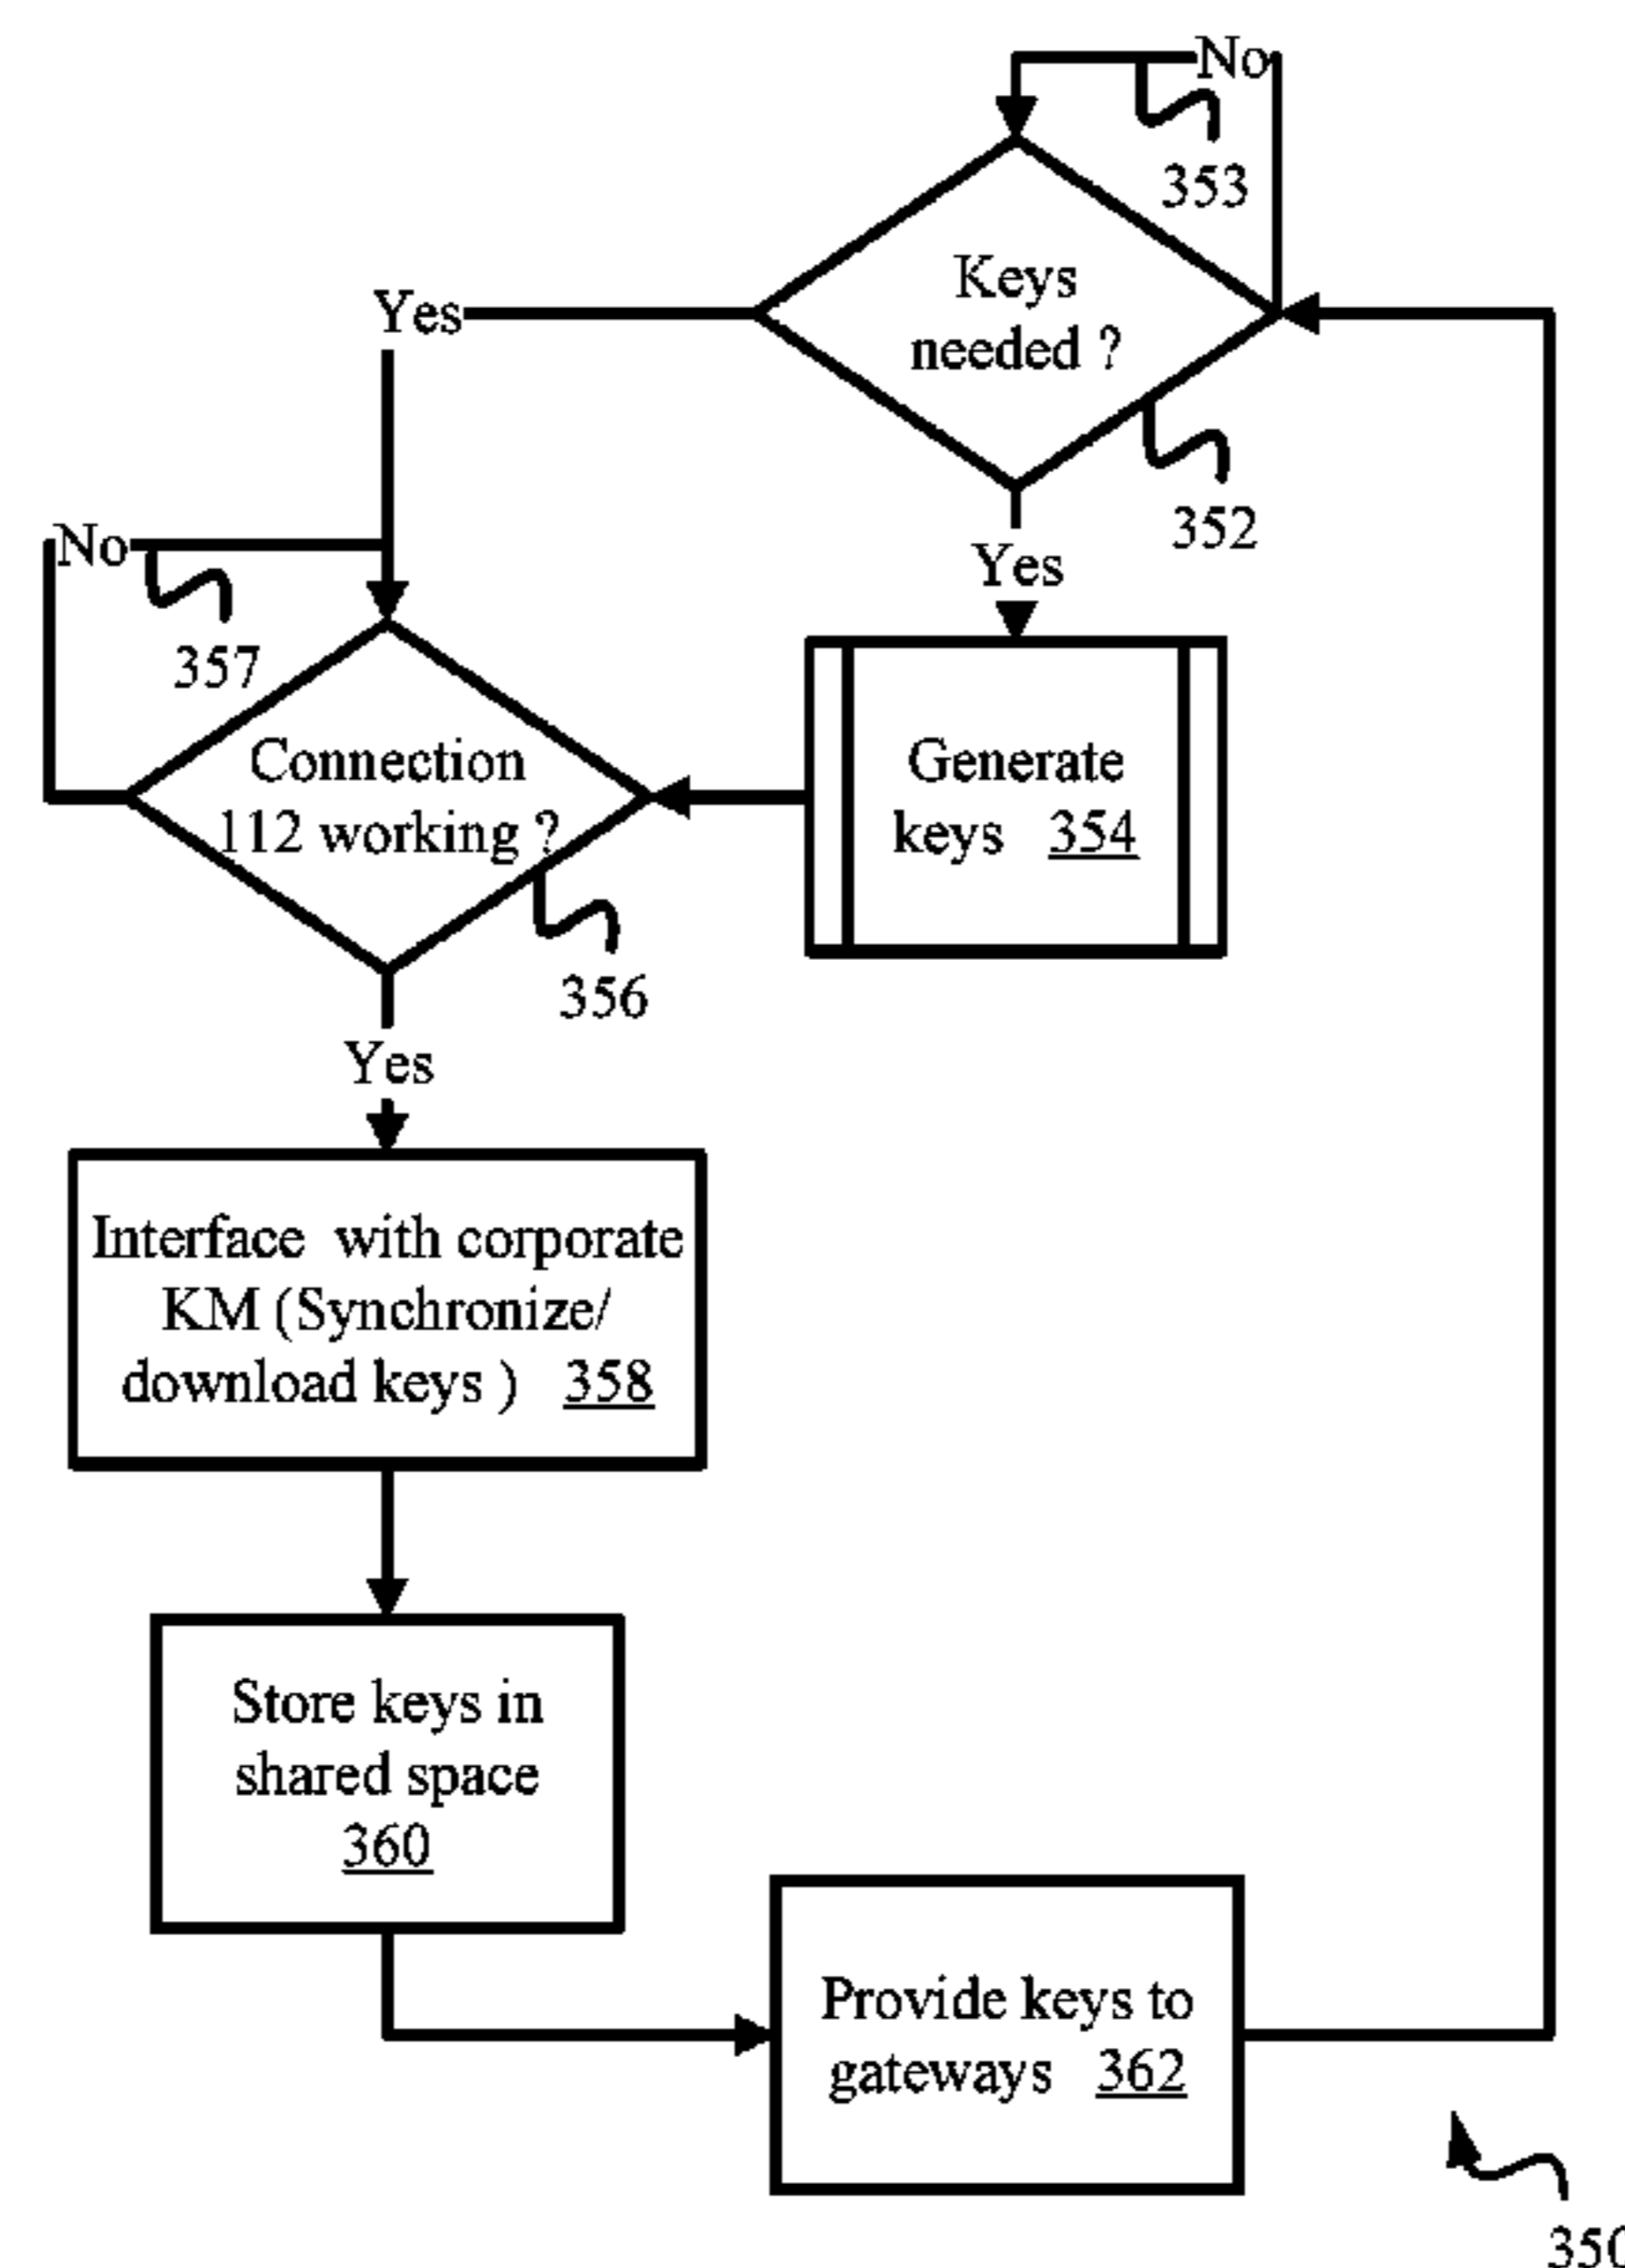 No
353
Keys
needed ?
Yes
352
No
Yes
357
Connection
112 working ?
Generate
keys 354
356
Yes
Interface with corporate
KM (Synchronize/
download keys ) 358
Store keys in
shared space
360
Provide keys to
gateways 362
350